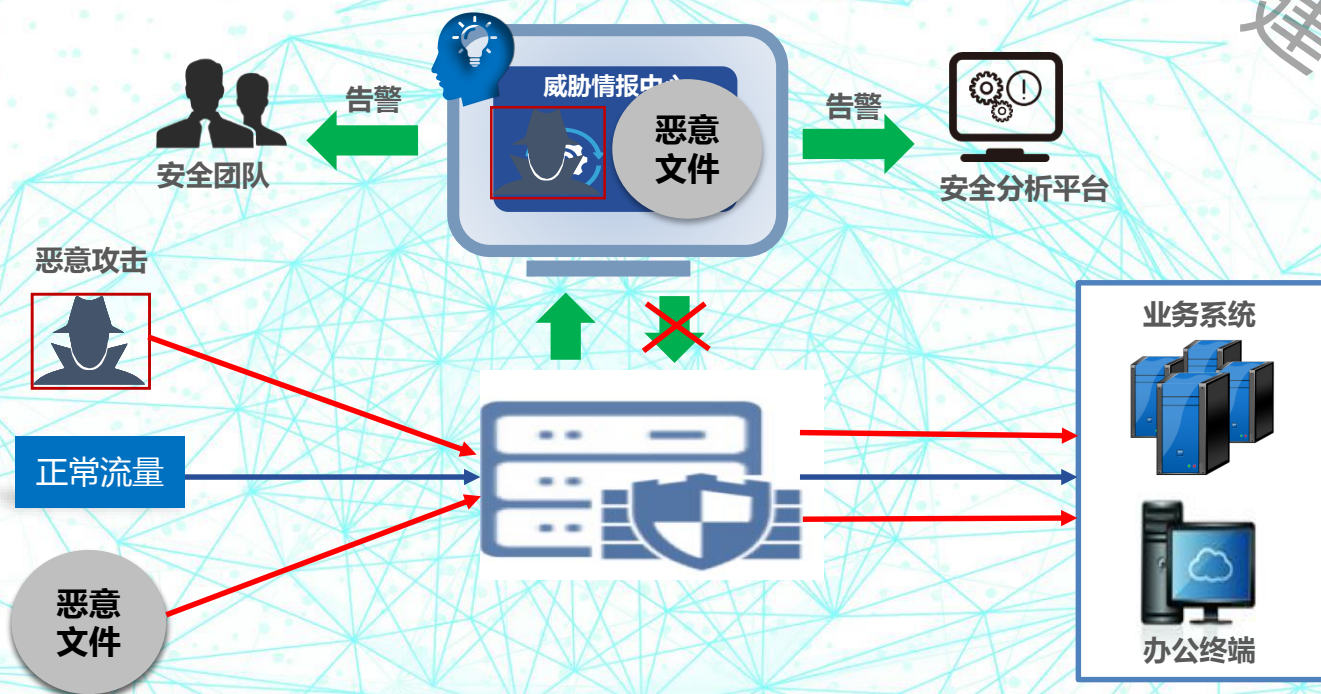 建
威胁情报中心
告警
告警
恶意
文件
安全团队
安全分析平台
恶意攻击
业务系统
正常流量
恶意
文件
办公终端